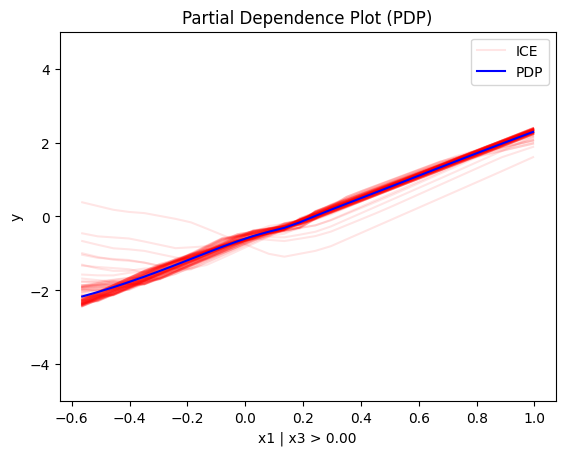 Partial Dependence Plot (PDP)
ICE
PDP
4
2
0
−2
−4
y
−0.6 −0.4 −0.2 0.0 0.2 0.4 0.6 0.8 1.0
x1 | x3 > 0.00